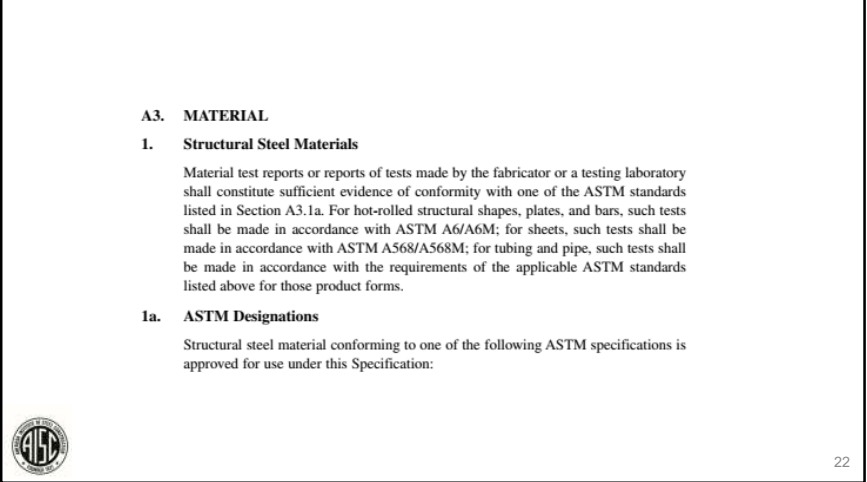 A3. MATERIAL
1. Structural Steel Materials
Material test reports or reports of tests made by the fabricator or a testing laboratory
shall constitute sufficient evidence of conformity with one of the ASTM standards
listed in Section A3.1a. For hot-rolled structural shapes, plates, and bars, such tests
shall be made in accordance with ASTM A6/A6M; for sheets, such tests shall be
made in accordance with ASTM A568/A568M; for tubing and pipe, such tests shall
be made in accordance with the requirements of the applicable ASTM standards
listed above for those product forms.
1a. ASTM Designations
Structural steel material conforming to one of the following ASTM specifications is
approved for use under this Specification:
AISC
22